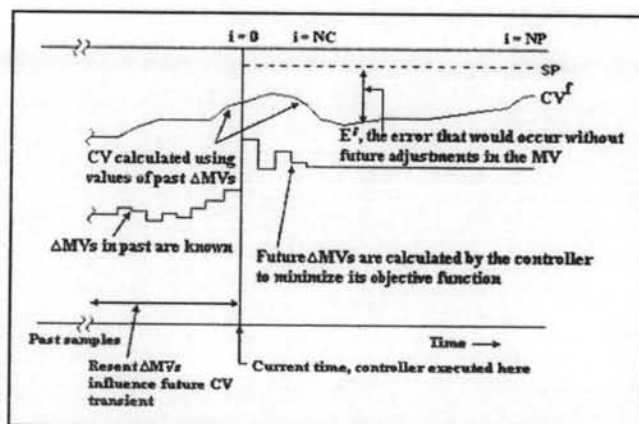 i = 0
i = NC
i = NP
SP
CVf
Ef, the error that would occur without
future adjustments in the MV
CV calculated using
values of past ΔMVs
ΔMVs in past are known
Future ΔMVs are calculated by the controller
to minimize its objective function
Past samples
Time →
Resent ΔMVs
influence future CV
transient
Current time, controller executed here